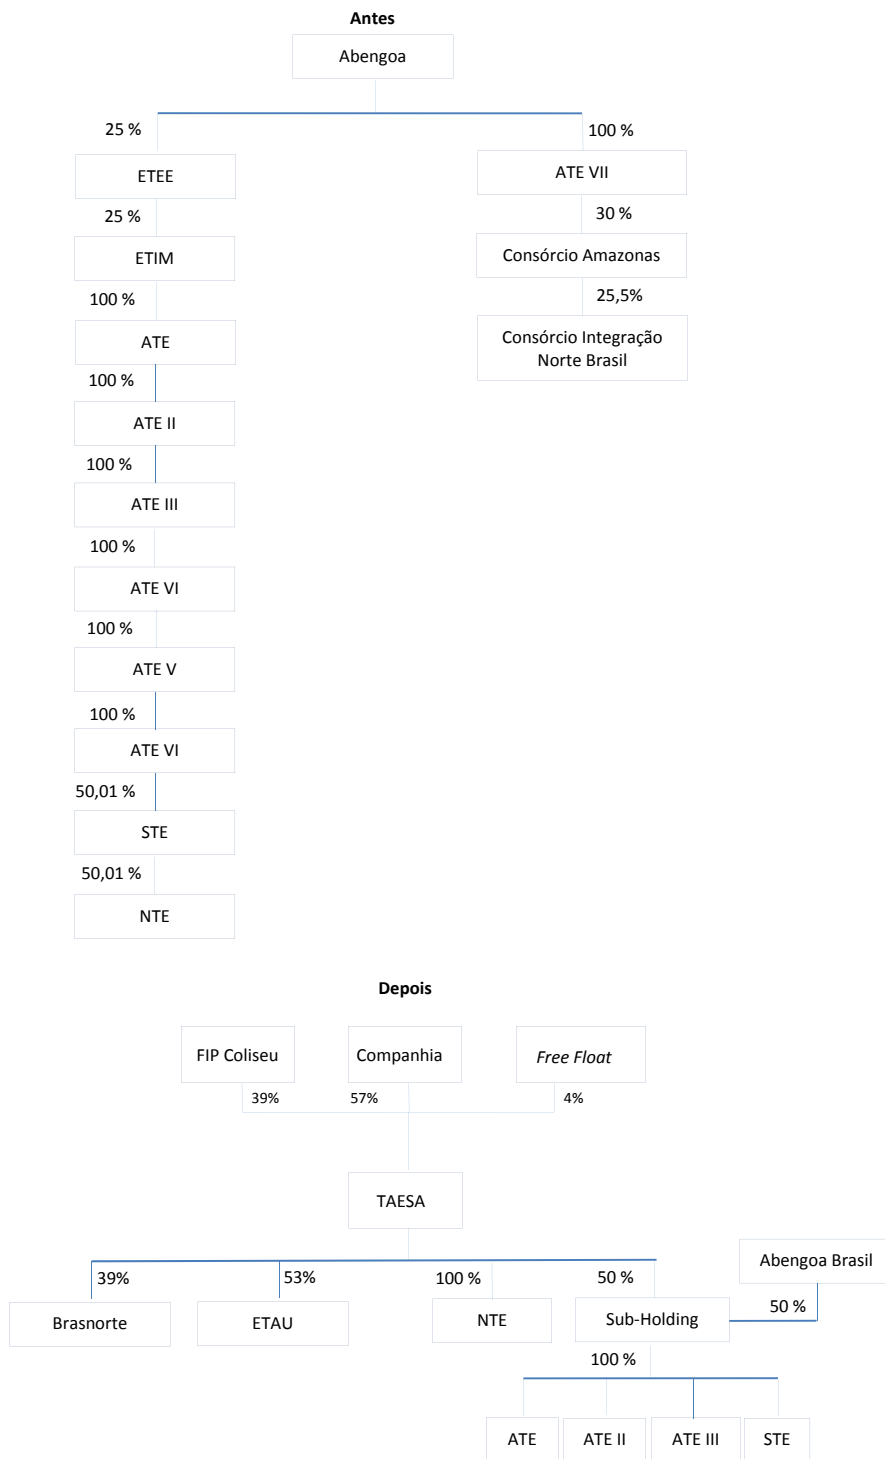 Antes
Abengoa
25 %
100 %
ETEE
ATE VII
25 %
30 %
ETIM
Consórcio Amazonas
100 %
25,5%
ATE
Consórcio Integração
Norte Brasil
100 %
ATE II
100 %
ATE III
100 %
ATE VI
100 %
ATE V
100 %
ATE VI
50,01 %
STE
50,01 %
NTE
Depois
FIP Coliseu
Companhia
Free Float
39%
57%
4%
TAESA
Abengoa Brasil
39%
53%
100 %
50 %
50 %
Brasnorte
ETAU
NTE
Sub-Holding
100 %
ATE
ATE II
ATE III
STE